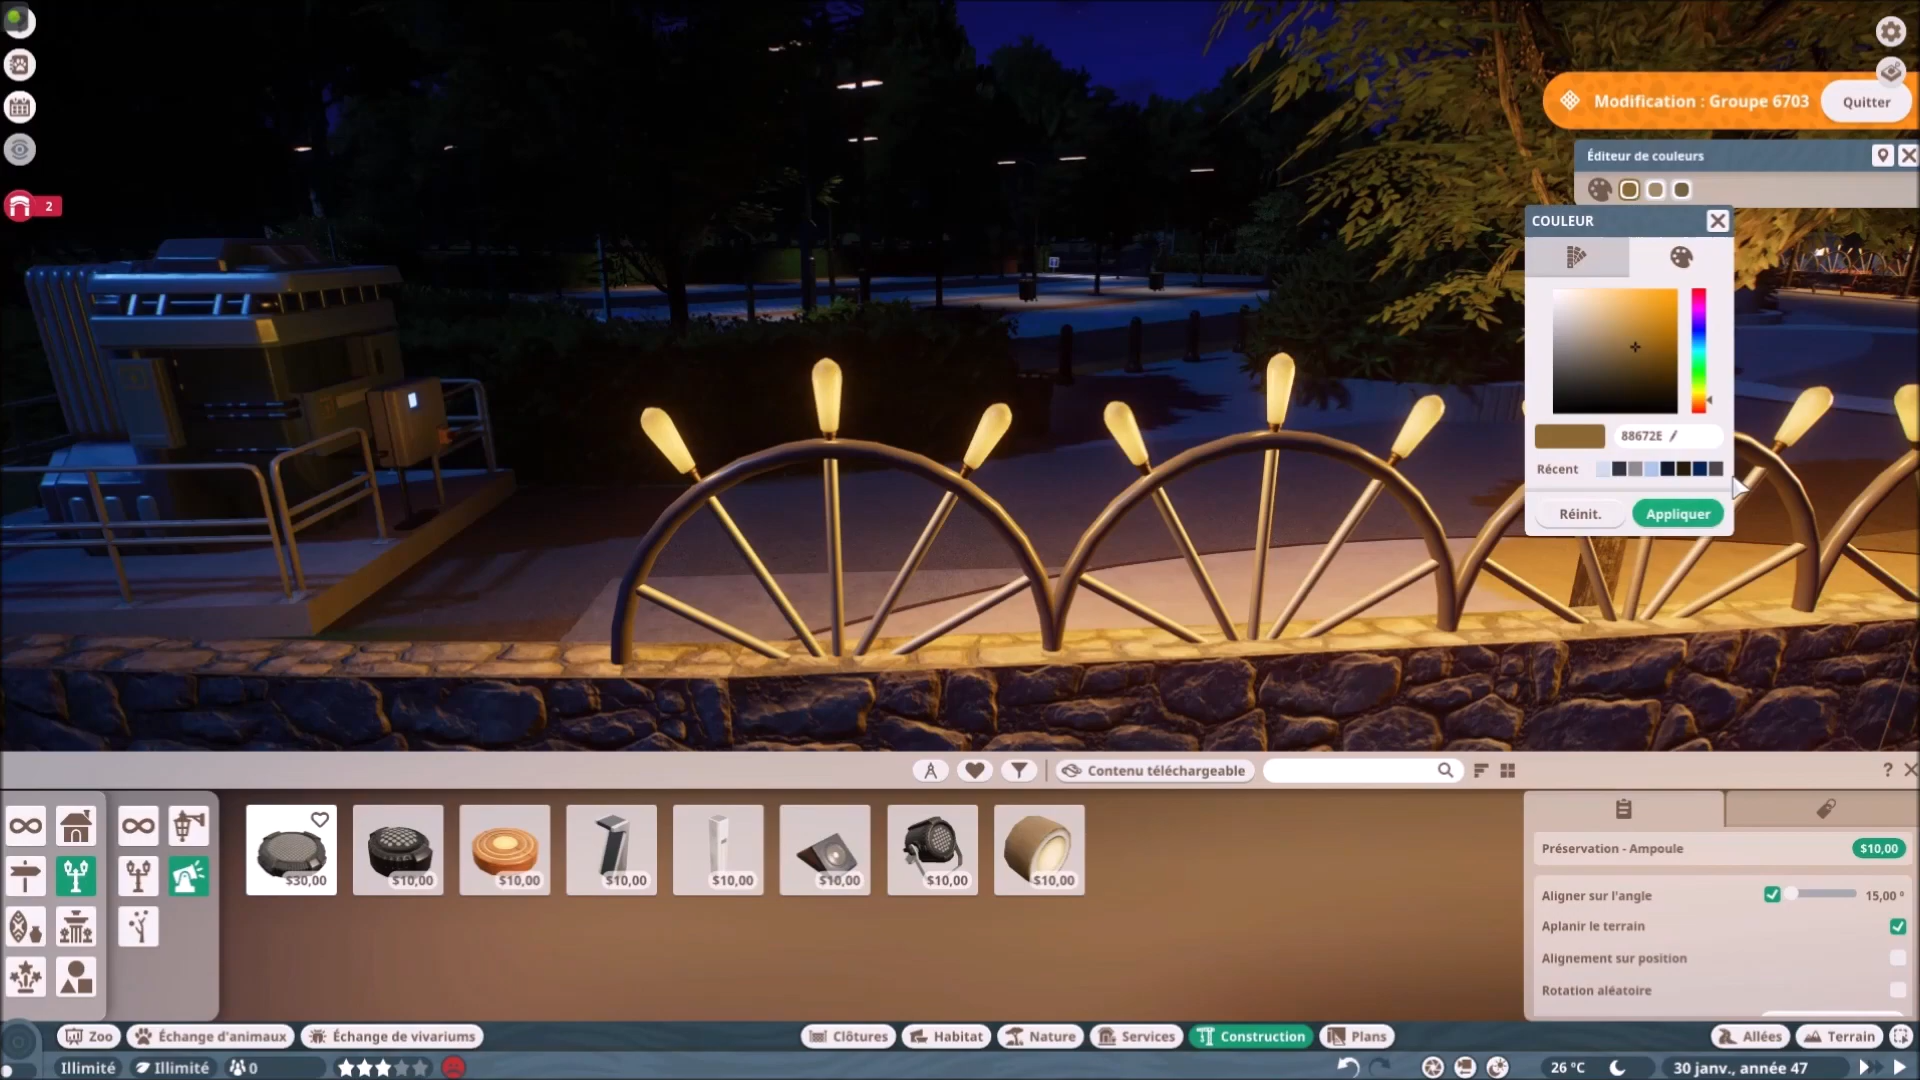 Modification : Groupe 6703
Quitter
Éditeur de couleurs
2
COULEUR
88672E
Récent
Réinit.
Appliquer
Contenu téléchargeable
?
$30,00
$10,00
$10,00
$10,00
$10,00
$10,00
$10,00
$10,00
Préservation - Ampoule
$10,00
Aligner sur l'angle
15,00 °
Aplanir le terrain
Alignement sur position
Rotation aléatoire
Zoo
Échange d'animaux
Échange de vivariums
Clôtures
Habitat
Nature
Services
Construction
Plans
Allées
Terrain
Illimité
Illimité
0
26 °C
30 janv., année 47